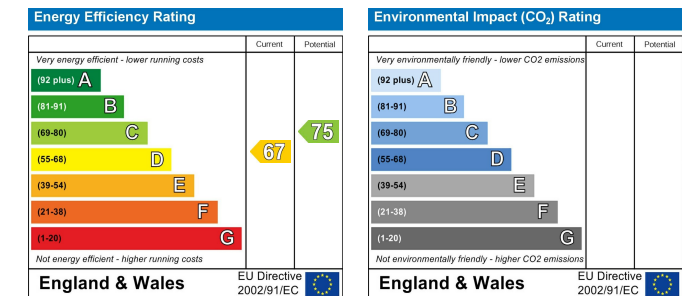 Energy Efficiency Rating
Current Potential
Very energy efficient - lower running costs
(92 plus) A
(81-91) B
(69-80) C
(55-68) D
(39-54) E
(21-38) F
(1-20) G
67
75
Not energy efficient - higher running costs
England & Wales
EU Directive
2002/91/EC
Environmental Impact (CO₂) Rating
Current Potential
Very environmentally friendly - lower CO2 emissions
(92 plus) A
(81-91) B
(69-80) C
(55-68) D
(39-54) E
(21-38) F
(1-20) G
Not environmentally friendly - higher CO2 emissions
England & Wales
EU Directive
2002/91/EC